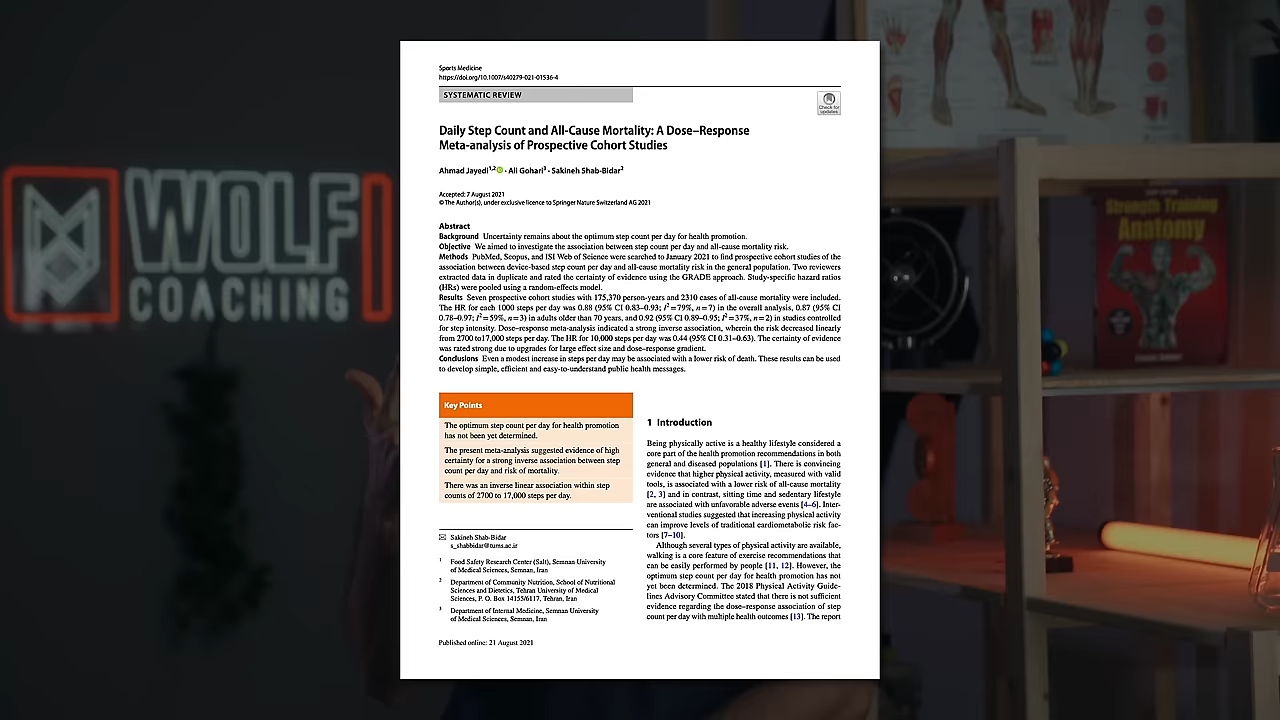 WOLF
COACHING
Strength Training
Anatomy
Sports Medicine
https://doi.org/10.1007/s40279-021-01536-4
SYSTEMATIC REVIEW
Check for
updates
Daily Step Count and All-Cause Mortality: A Dose–Response
Meta-analysis of Prospective Cohort Studies
Ahmad Jayedi1,2 · Ali Gohari3 · Sakineh Shab-Bidar2
Accepted: 7 August 2021
© The Author(s), under exclusive licence to Springer Nature Switzerland AG 2021
Abstract
Background Uncertainty remains about the optimum step count per day for health promotion.
Objective We aimed to investigate the association between step count per day and all-cause mortality risk.
Methods PubMed, Scopus, and ISI Web of Science were searched to January 2021 to find prospective cohort studies of the
association between device-based step count per day and all-cause mortality risk in the general population. Two reviewers
extracted data in duplicate and rated the certainty of evidence using the GRADE approach. Study-specific hazard ratios
(HRs) were pooled using a random-effects model.
Results Seven prospective cohort studies with 175,370 person-years and 2310 cases of all-cause mortality were included.
The HR for each 1000 steps per day was 0.88 (95% CI 0.83–0.93; I2=79%, n=7) in the overall analysis, 0.87 (95% CI
0.78–0.97; I2=59%, n=3) in adults older than 70 years, and 0.92 (95% CI 0.89–0.95; I2=37%, n=2) in studies controlled
for step intensity. Dose–response meta-analysis indicated a strong inverse association, wherein the risk decreased linearly
from 2700 to17,000 steps per day. The HR for 10,000 steps per day was 0.44 (95% CI 0.31–0.63). The certainty of evidence
was rated strong due to upgrades for large effect size and dose–response gradient.
Conclusions Even a modest increase in steps per day may be associated with a lower risk of death. These results can be used
to develop simple, efficient and easy-to-understand public health messages.
Key Points
The optimum step count per day for health promotion
has not been yet determined.
The present meta-analysis suggested evidence of high
certainty for a strong inverse association between step
count per day and risk of mortality.
There was an inverse linear association within step
counts of 2700 to 17,000 steps per day.
Sakineh Shab-Bidar
s_shabbidar@tums.ac.ir
1 Food Safety Research Center (Salt), Semnan University
of Medical Sciences, Semnan, Iran
2 Department of Community Nutrition, School of Nutritional
Sciences and Dietetics, Tehran University of Medical
Sciences, P. O. Box 14155/6117, Tehran, Iran
3 Department of Internal Medicine, Semnan University
of Medical Sciences, Semnan, Iran
Published online: 21 August 2021
1 Introduction
Being physically active is a healthy lifestyle considered a
core part of the health promotion recommendations in both
general and diseased populations [1]. There is convincing
evidence that higher physical activity, measured with valid
tools, is associated with a lower risk of all-cause mortality
[2, 3] and in contrast, sitting time and sedentary lifestyle
are associated with unfavorable adverse events [4–6]. Inter-
ventional studies suggested that increasing physical activity
can improve levels of traditional cardiometabolic risk fac-
tors [7–10].
Although several types of physical activity are available,
walking is a core feature of exercise recommendations that
can be easily performed by people [11, 12]. However, the
optimum step count per day for health promotion has not
yet been determined. The 2018 Physical Activity Guide-
lines Advisory Committee stated that there is not sufficient
evidence regarding the dose–response association of step
count per day with multiple health outcomes [13]. The report